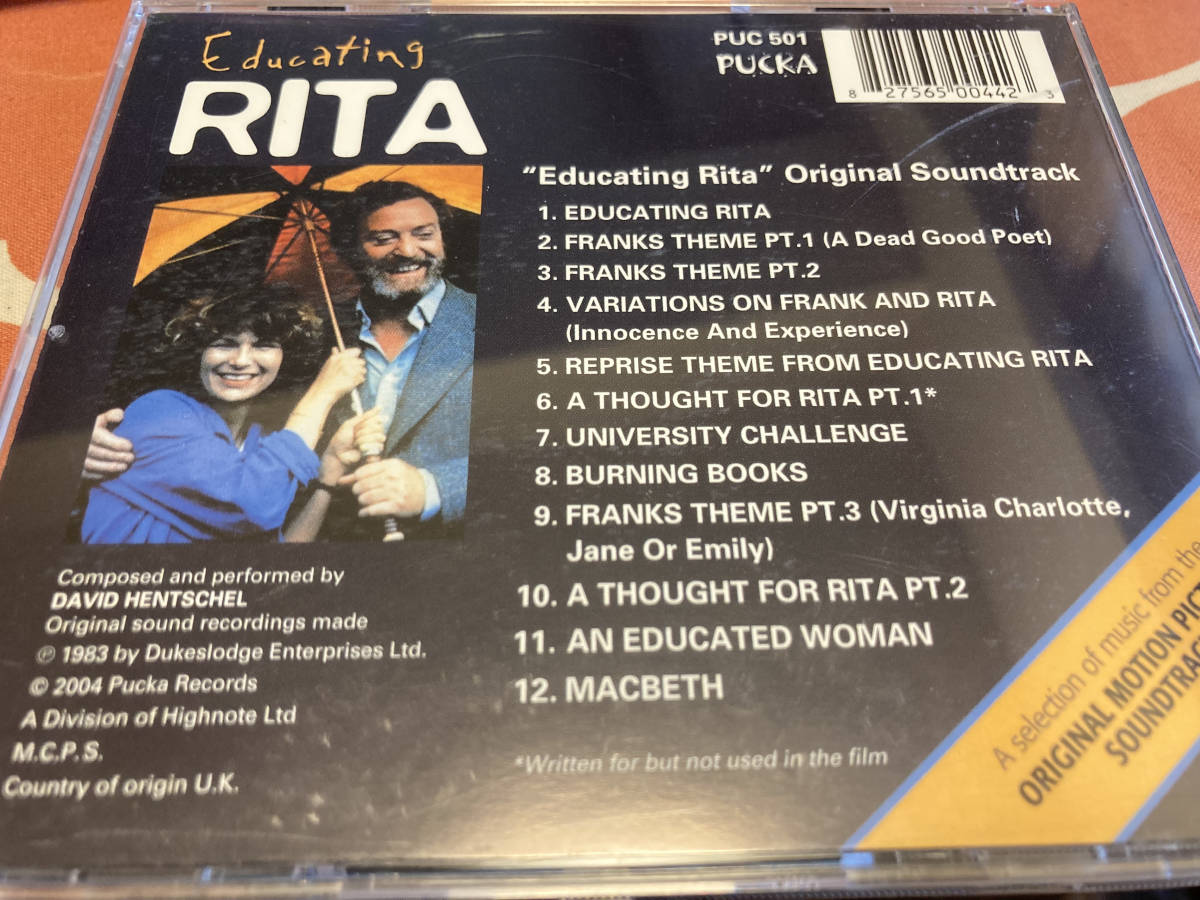 Educating
RITA
PUC 501
PUCKA
8 27565 00442 3
"Educating Rita" Original Soundtrack
1. EDUCATING RITA
2. FRANKS THEME PT.1 (A Dead Good Poet)
3. FRANKS THEME PT.2
4. VARIATIONS ON FRANK AND RITA
(Innocence And Experience)
5. REPRISE THEME FROM EDUCATING RITA
6. A THOUGHT FOR RITA PT.1*
7. UNIVERSITY CHALLENGE
8. BURNING BOOKS
9. FRANKS THEME PT.3 (Virginia Charlotte,
Jane Or Emily)
10. A THOUGHT FOR RITA PT.2
11. AN EDUCATED WOMAN
12. MACBETH
*Written for but not used in the film
Composed and performed by
DAVID HENTSCHEL
Original sound recordings made
℗ 1983 by Dukeslodge Enterprises Ltd.
© 2004 Pucka Records
A Division of Highnote Ltd
M.C.P.S.
Country of origin U.K.
A selection of music from the
ORIGINAL MOTION